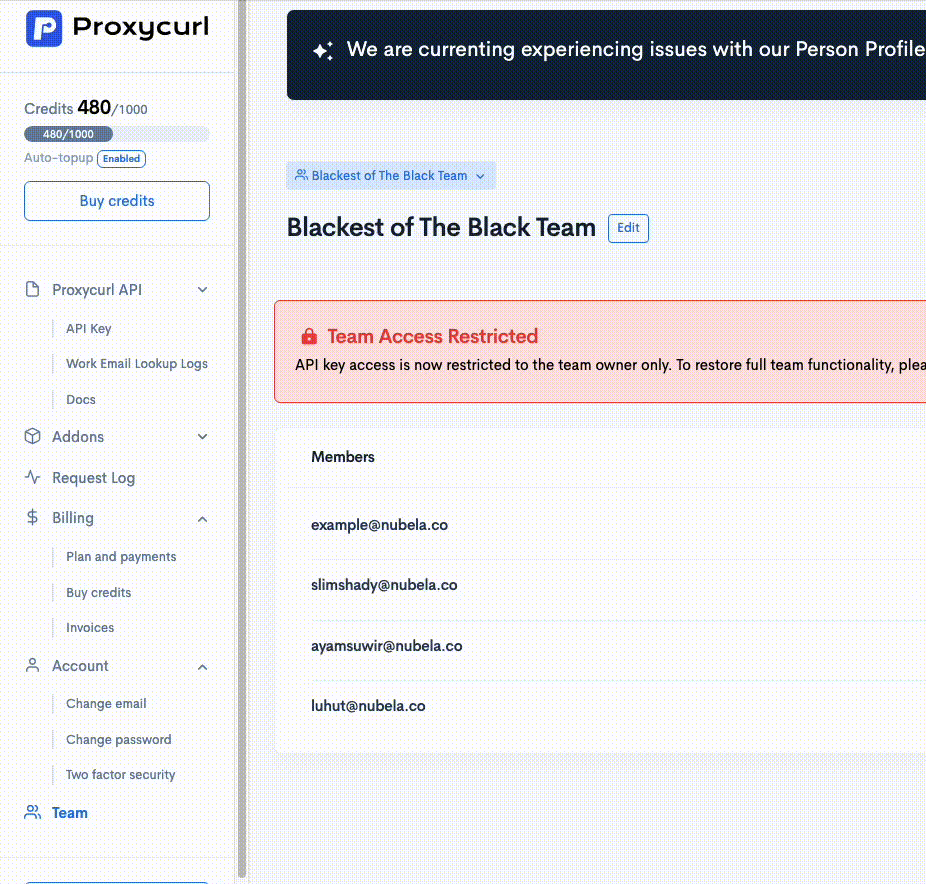 Proxycurl
Credits 480/1000
480/1000
Auto-topup Enabled
Buy credits
Proxycurl API
API Key
Work Email Lookup Logs
Docs
Addons
Request Log
Billing
Plan and payments
Buy credits
Invoices
Account
Change email
Change password
Two factor security
Team
We are currenting experiencing issues with our Person Profile
Blackest of The Black Team
Blackest of The Black Team Edit
Team Access Restricted
API key access is now restricted to the team owner only. To restore full team functionality, plea
Members
example@nubela.co
slimshady@nubela.co
ayamsuwir@nubela.co
luhut@nubela.co